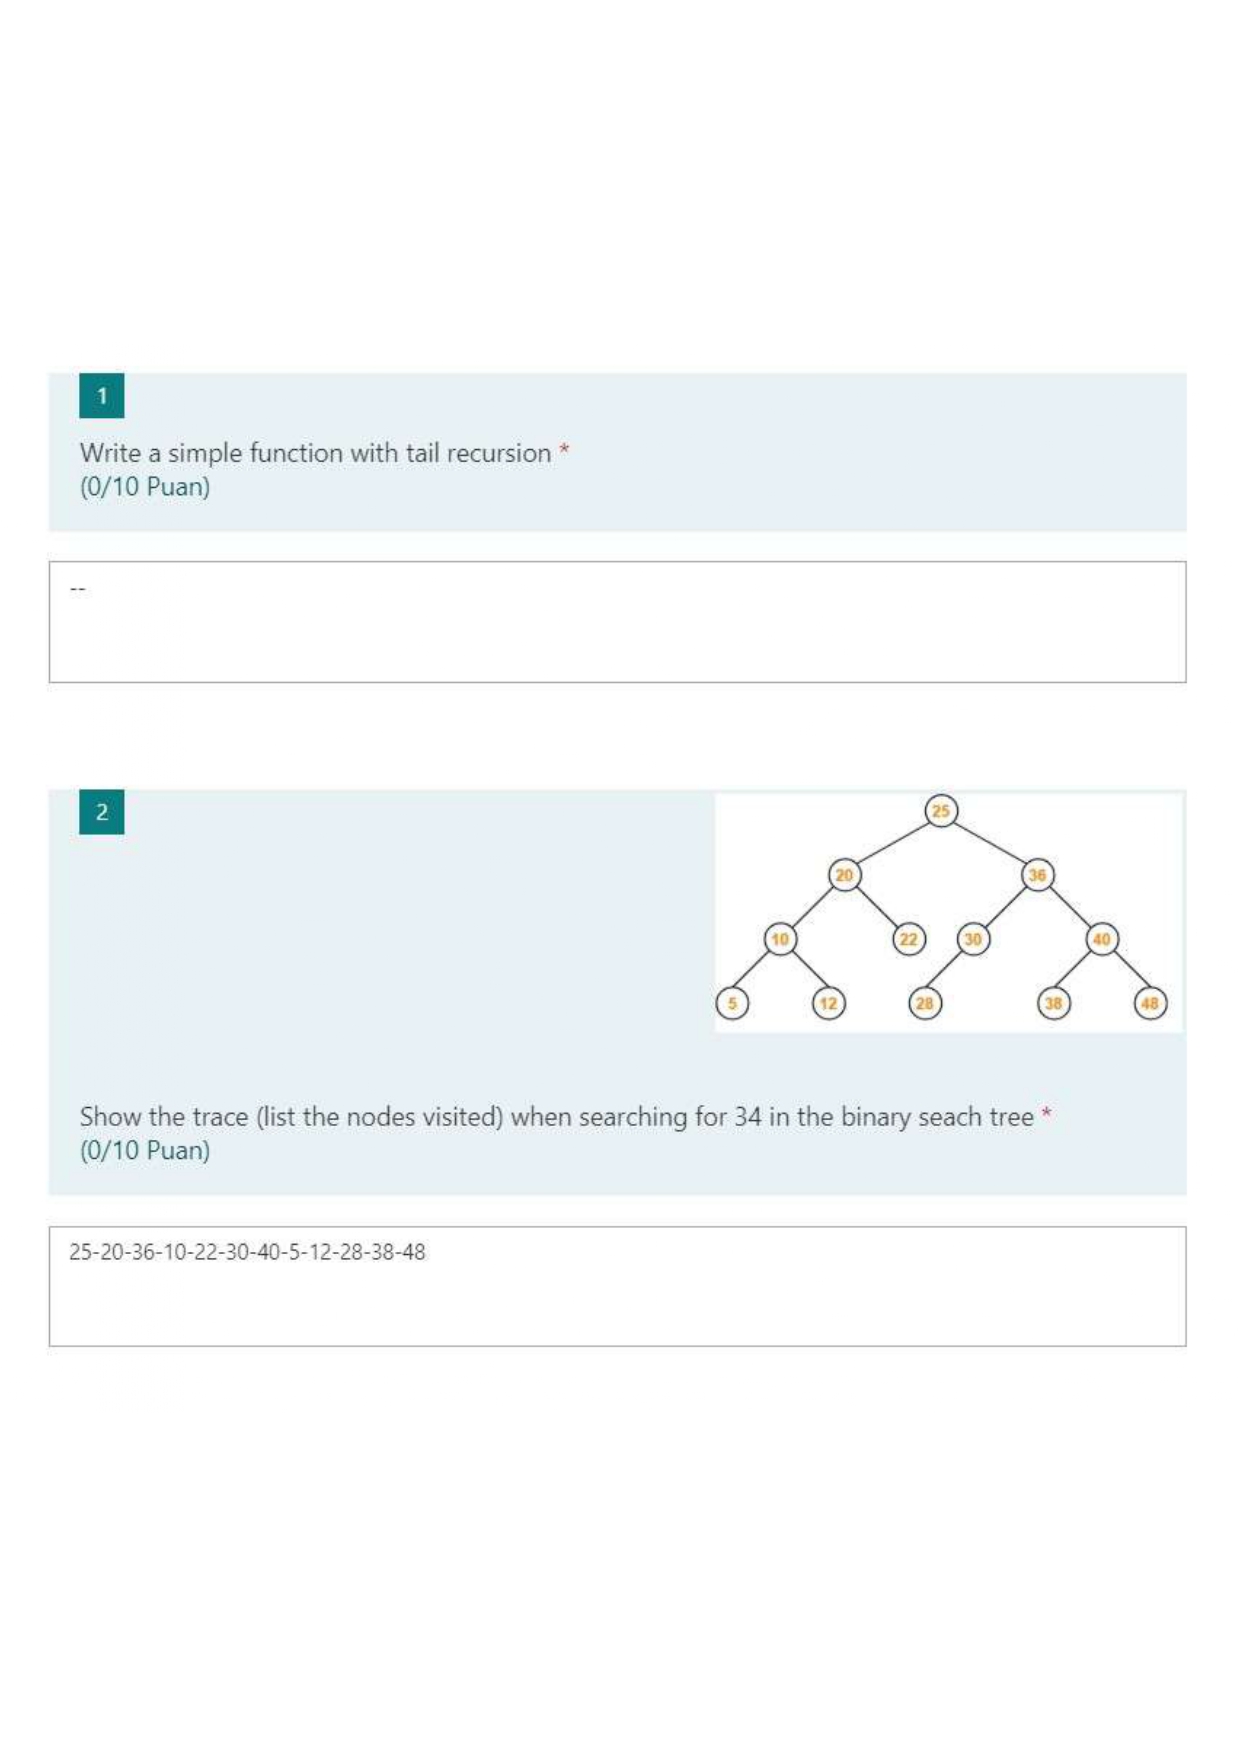 1
Write a simple function with tail recursion *
(0/10 Puan)
--
2
25
20 36
10 22 30 40
5 12 28 38 48
Show the trace (list the nodes visited) when searching for 34 in the binary seach tree *
(0/10 Puan)
25-20-36-10-22-30-40-5-12-28-38-48